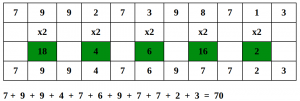 7 9 9 2 7 3 9 8 7 1 3
x2 x2 x2 x2 x2
18 4 6 16 2
7 9 9 4 7 6 9 7 7 2 3
7 + 9 + 9 + 4 + 7 + 6 + 9 + 7 + 7 + 2 + 3 = 70